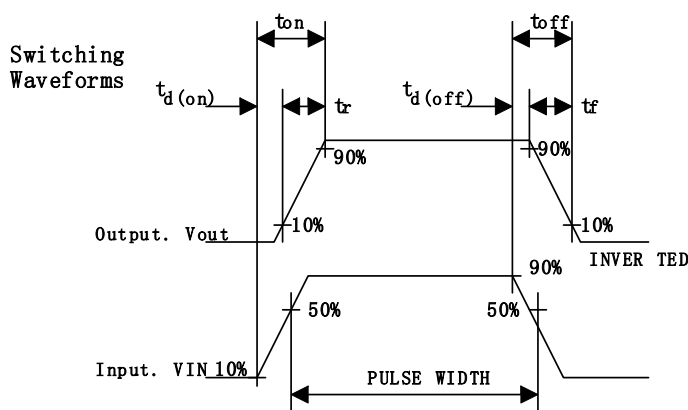 ton
toff
Switching
Waveforms
td(on)
tr
td(off)
tf
90%
90%
10%
10%
Output. Vout
INVER TED
90%
50%
50%
Input. VIN 10%
PULSE WIDTH